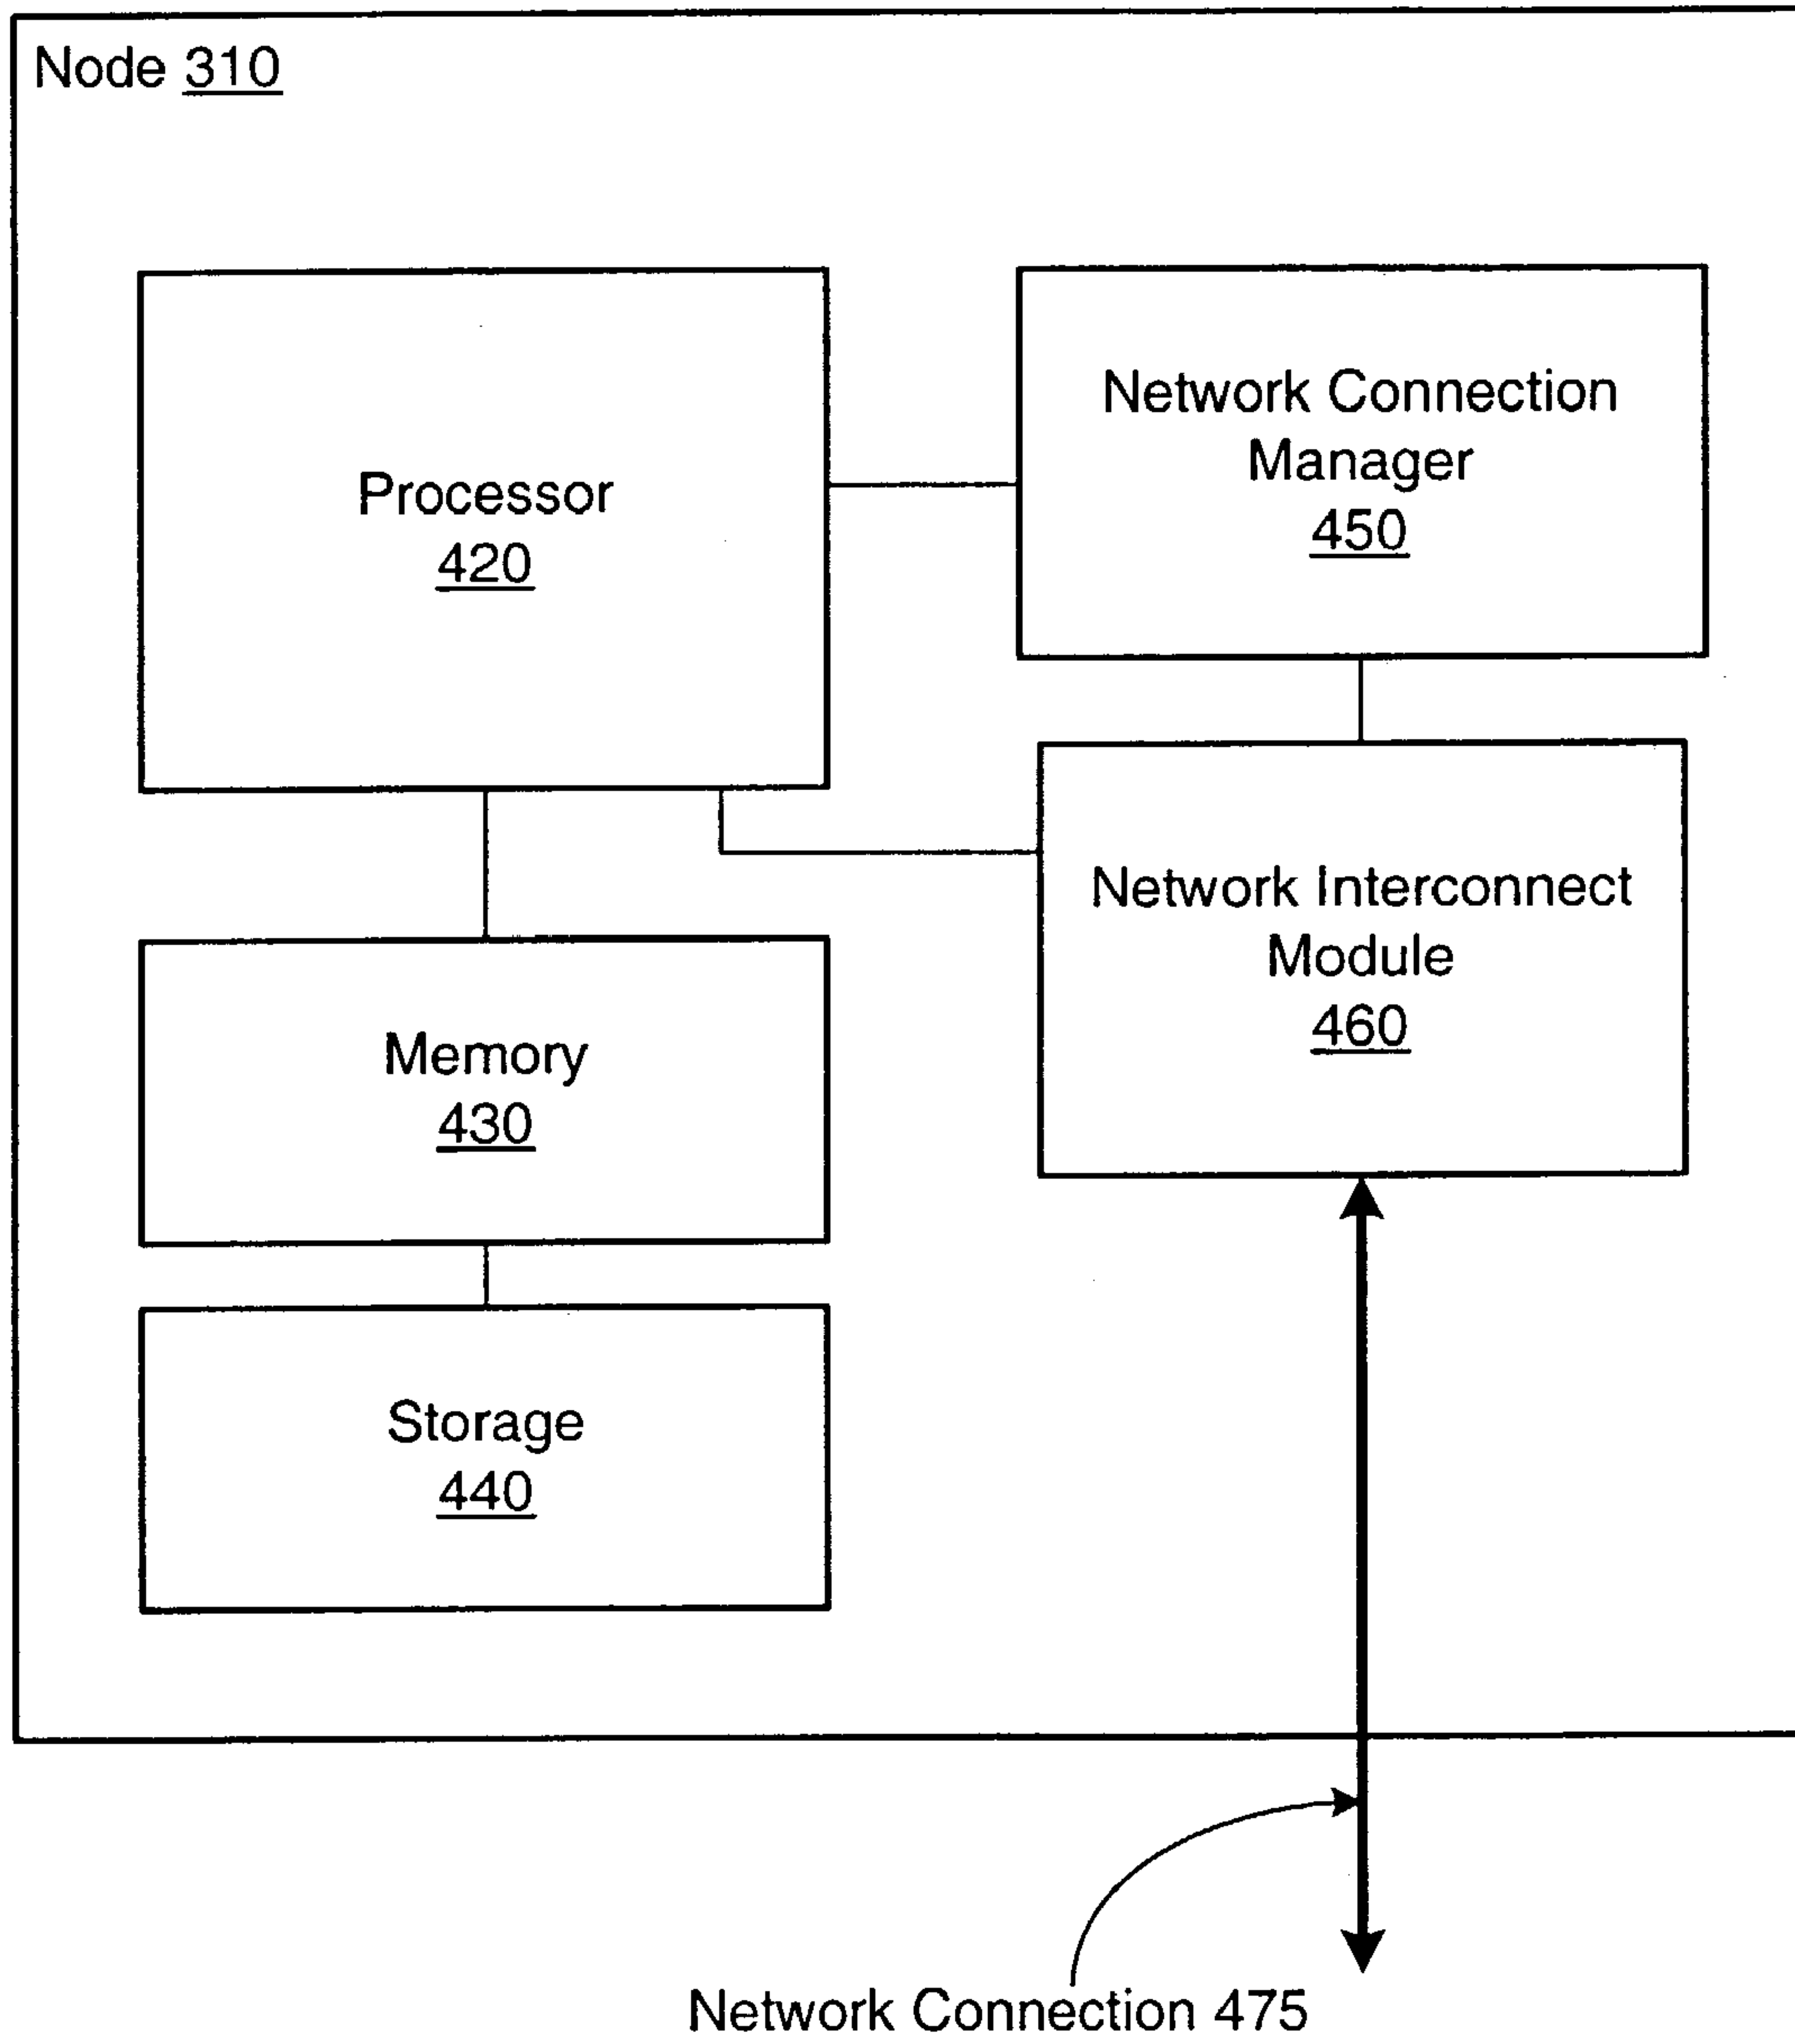 Node 310
Processor
420
Network Connection
Manager
450
Network Interconnect
Module
460
Memory
430
Storage
440
Network Connection 475